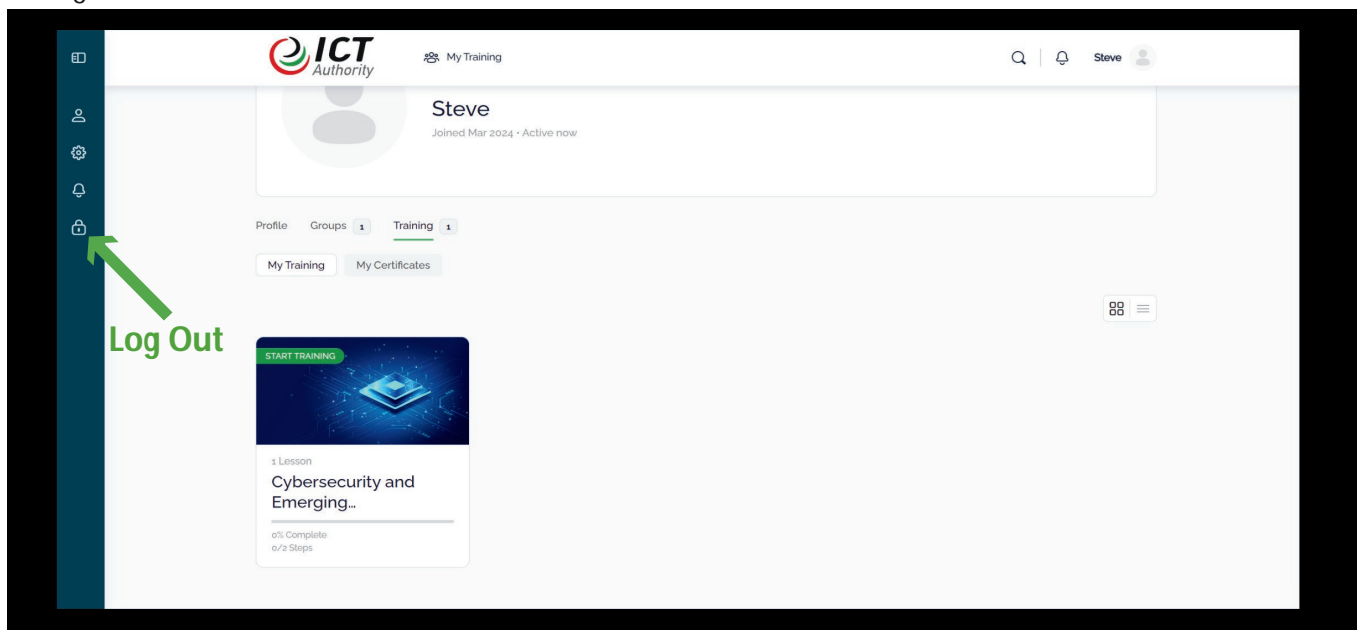 ICT
Authority
My Training
Steve
Steve
Joined Mar 2024 • Active now
Profile Groups 1 Training 1
My Training My Certificates
Log Out
START TRAINING
1 Lesson
Cybersecurity and
Emerging...
0% Complete
0/2 Steps